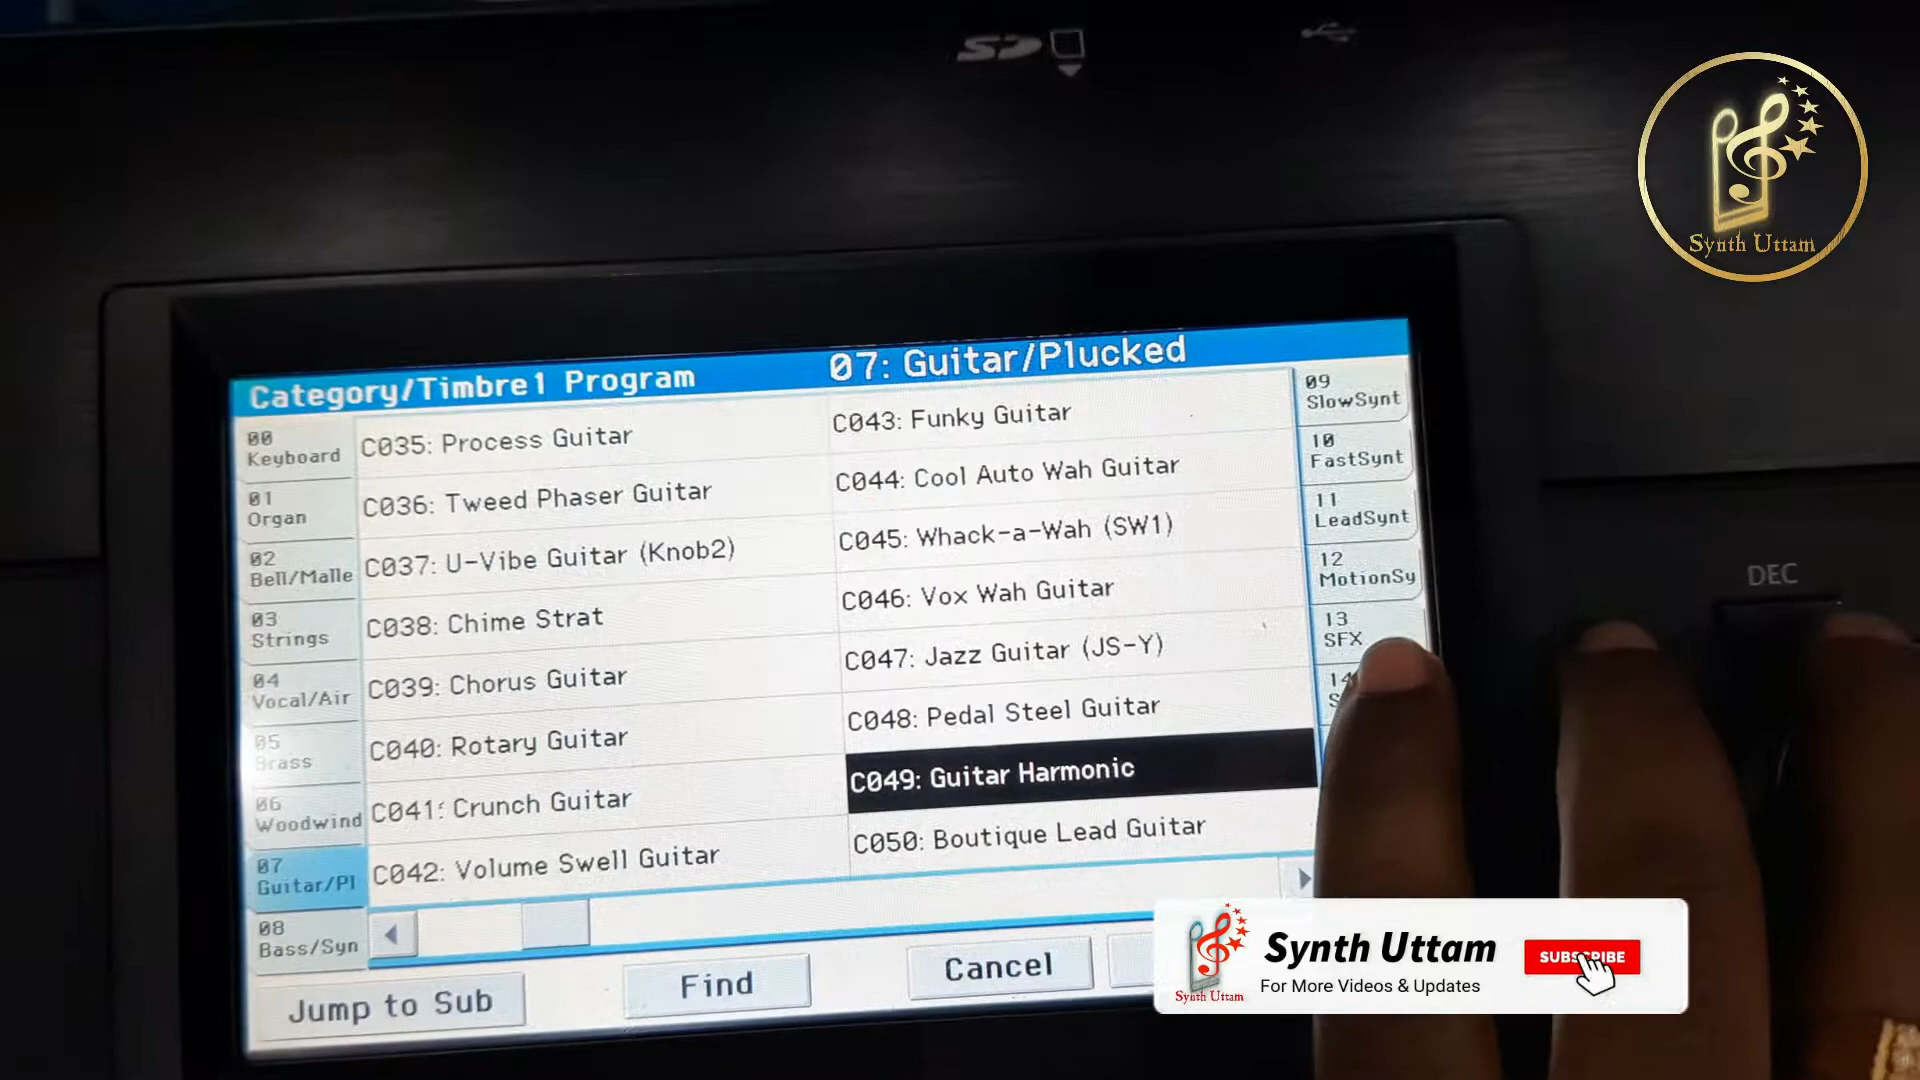 SD
Synth Uttam
Category/Timbre1 Program
07: Guitar/Plucked
00
Keyboard
01
Organ
02
Bell/Malle
03
Strings
04
Vocal/Air
05
Brass
06
Woodwind
07
Guitar/Pl
08
Bass/Syn
C035: Process Guitar
C036: Tweed Phaser Guitar
C037: U-Vibe Guitar (Knob2)
C038: Chime Strat
C039: Chorus Guitar
C040: Rotary Guitar
C041: Crunch Guitar
C042: Volume Swell Guitar
C043: Funky Guitar
C044: Cool Auto Wah Guitar
C045: Whack-a-Wah (SW1)
C046: Vox Wah Guitar
C047: Jazz Guitar (JS-Y)
C048: Pedal Steel Guitar
C049: Guitar Harmonic
C050: Boutique Lead Guitar
09
SlowSynt
10
FastSynt
11
LeadSynt
12
MotionSy
13
SFX
14
DEC
Jump to Sub
Find
Cancel
Synth Uttam
Synth Uttam
For More Videos & Updates
SUBSCRIBE